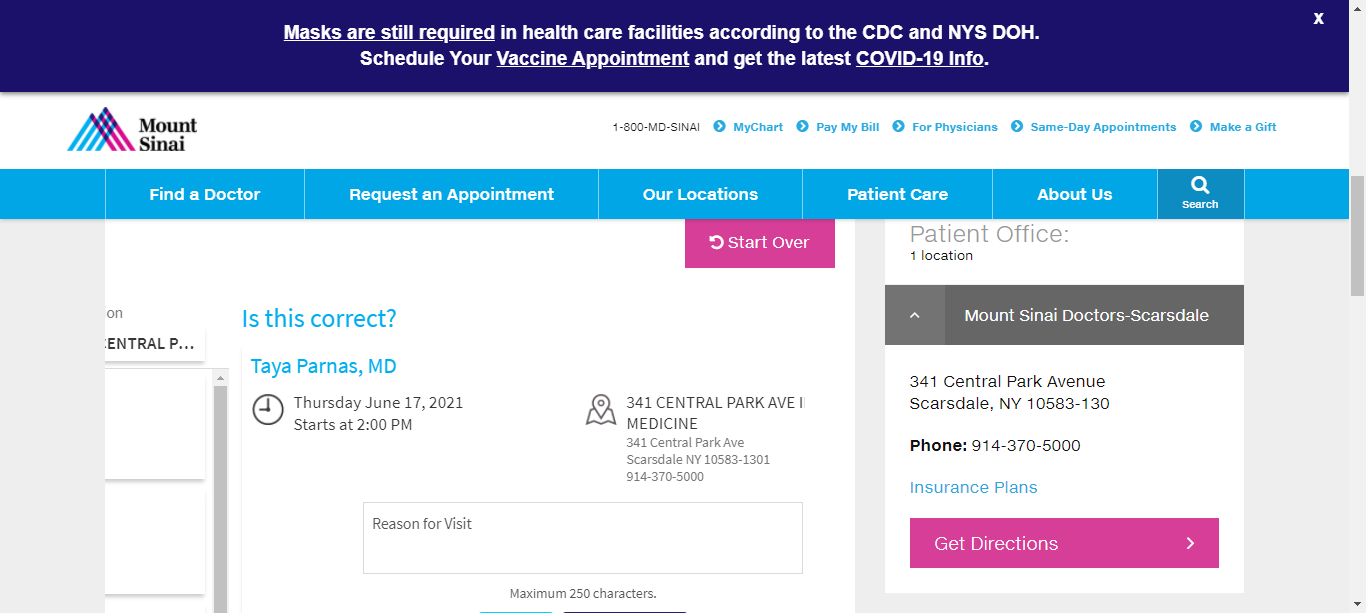 Masks are still required in health care facilities according to the CDC and NYS DOH.
Schedule Your Vaccine Appointment and get the latest COVID-19 Info.
X
Mount
Sinai
1-800-MD-SINAI MyChart Pay My Bill For Physicians Same-Day Appointments Make a Gift
Find a Doctor Request an Appointment Our Locations Patient Care About Us Search
Start Over
on
CENTRAL P...
Is this correct?
Taya Parnas, MD
Thursday June 17, 2021
Starts at 2:00 PM
341 CENTRAL PARK AVE
MEDICINE
341 Central Park Ave
Scarsdale NY 10583-1301
914-370-5000
Reason for Visit
Maximum 250 characters.
Patient Office:
1 location
Mount Sinai Doctors-Scarsdale
341 Central Park Avenue
Scarsdale, NY 10583-130
Phone: 914-370-5000
Insurance Plans
Get Directions